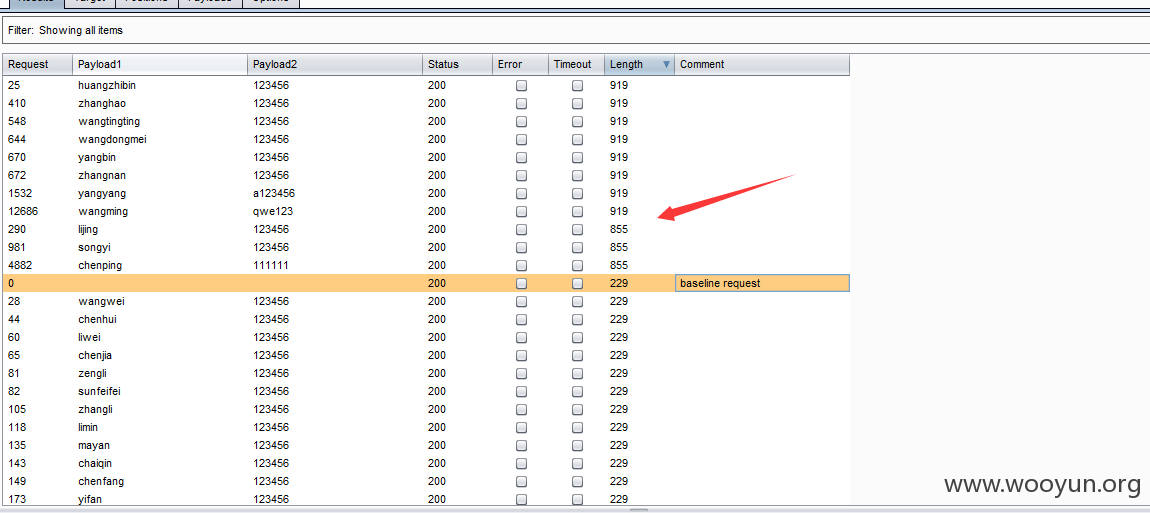 Results Target Positions Payloads Options
Filter: Showing all items
Request Payload1 Payload2 Status Error Timeout Length Comment
25 huangzhibin 123456 200 919
410 zhanghao 123456 200 919
548 wangtingting 123456 200 919
644 wangdongmei 123456 200 919
670 yangbin 123456 200 919
672 zhangnan 123456 200 919
1532 yangyang a123456 200 919
12686 wangming qwe123 200 919
290 lijing 123456 200 855
981 songyi 123456 200 855
4882 chenping 111111 200 855
0 200 229 baseline request
28 wangwei 123456 200 229
44 chenhui 123456 200 229
60 liwei 123456 200 229
65 chenjia 123456 200 229
81 zengli 123456 200 229
82 sunfeifei 123456 200 229
105 zhangli 123456 200 229
118 limin 123456 200 229
135 mayan 123456 200 229
143 chaiqin 123456 200 229
149 chenfang 123456 200 229
173 yifan 123456 200 229
www.wooyun.org